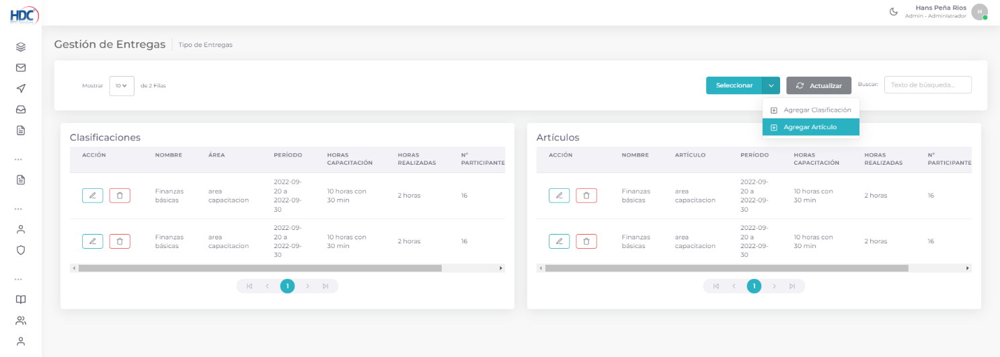 HDC
Hans Peña Ríos
Admin - Administrador
H
Gestión de Entregas
Tipo de Entregas
Mostrar 10 de 2 Filas
Seleccionar
Actualizar
Buscar: Texto de búsqueda...
Agregar Clasificación
Agregar Artículo
Clasificaciones
ACCIÓN NOMBRE ÁREA PERÍODO HORAS CAPACITACIÓN HORAS REALIZADAS N° PARTICIPANTE
Finanzas básicas area capacitacion 2022-09-20 a 2022-09-30 10 horas con 30 min 2 horas 16
Finanzas básicas area capacitacion 2022-09-20 a 2022-09-30 10 horas con 30 min 2 horas 16
1
Artículos
ACCIÓN NOMBRE ARTÍCULO PERÍODO HORAS CAPACITACIÓN HORAS REALIZADAS N° PARTICIPANTE
Finanzas básicas area capacitacion 2022-09-20 a 2022-09-30 10 horas con 30 min 2 horas 16
Finanzas básicas area capacitacion 2022-09-20 a 2022-09-30 10 horas con 30 min 2 horas 16
1